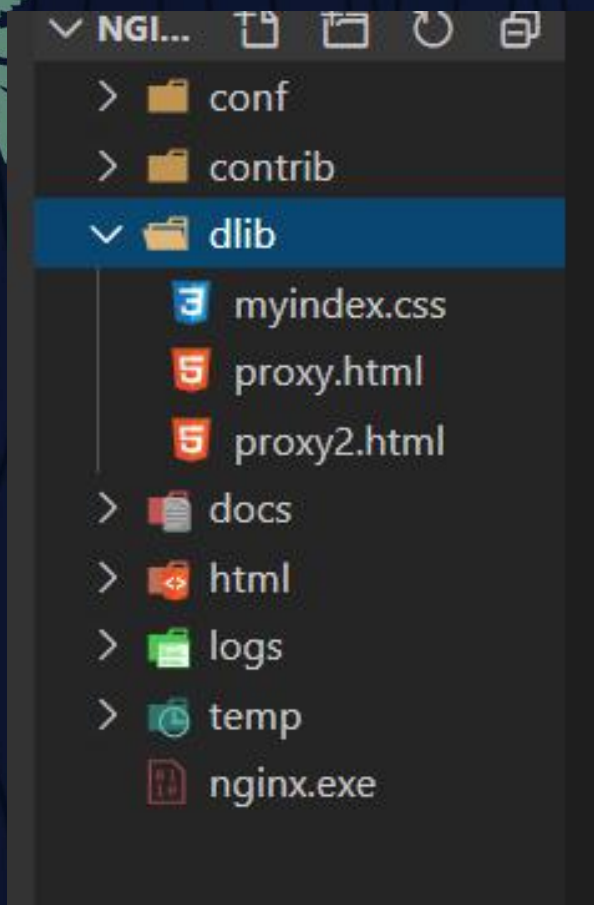 NGI...
conf
contrib
dlib
myindex.css
proxy.html
proxy2.html
docs
html
logs
temp
nginx.exe